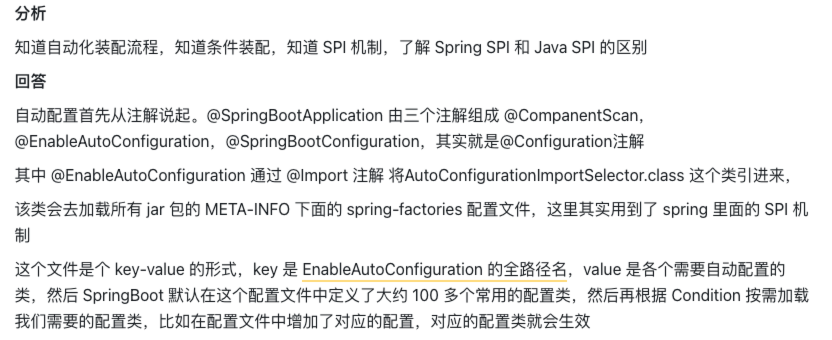 分析
知道自动化装配流程，知道条件装配，知道 SPI 机制，了解 Spring SPI 和 Java SPI 的区别
回答
自动配置首先从注解说起。@SpringBootApplication 由三个注解组成 @CompanentScan，
@EnableAutoConfiguration，@SpringBootConfiguration，其实就是@Configuration注解
其中 @EnableAutoConfiguration 通过 @Import 注解 将AutoConfigurationImportSelector.class 这个类引进来，
该类会去加载所有 jar 包的 META-INFO 下面的 spring-factories 配置文件，这里其实用到了 spring 里面的 SPI 机
制
这个文件是个 key-value 的形式，key 是 EnableAutoConfiguration 的全路径名，value 是各个需要自动配置的
类，然后 SpringBoot 默认在这个配置文件中定义了大约 100 多个常用的配置类，然后再根据 Condition 按需加载
我们需要的配置类，比如在配置文件中增加了对应的配置，对应的配置类就会生效